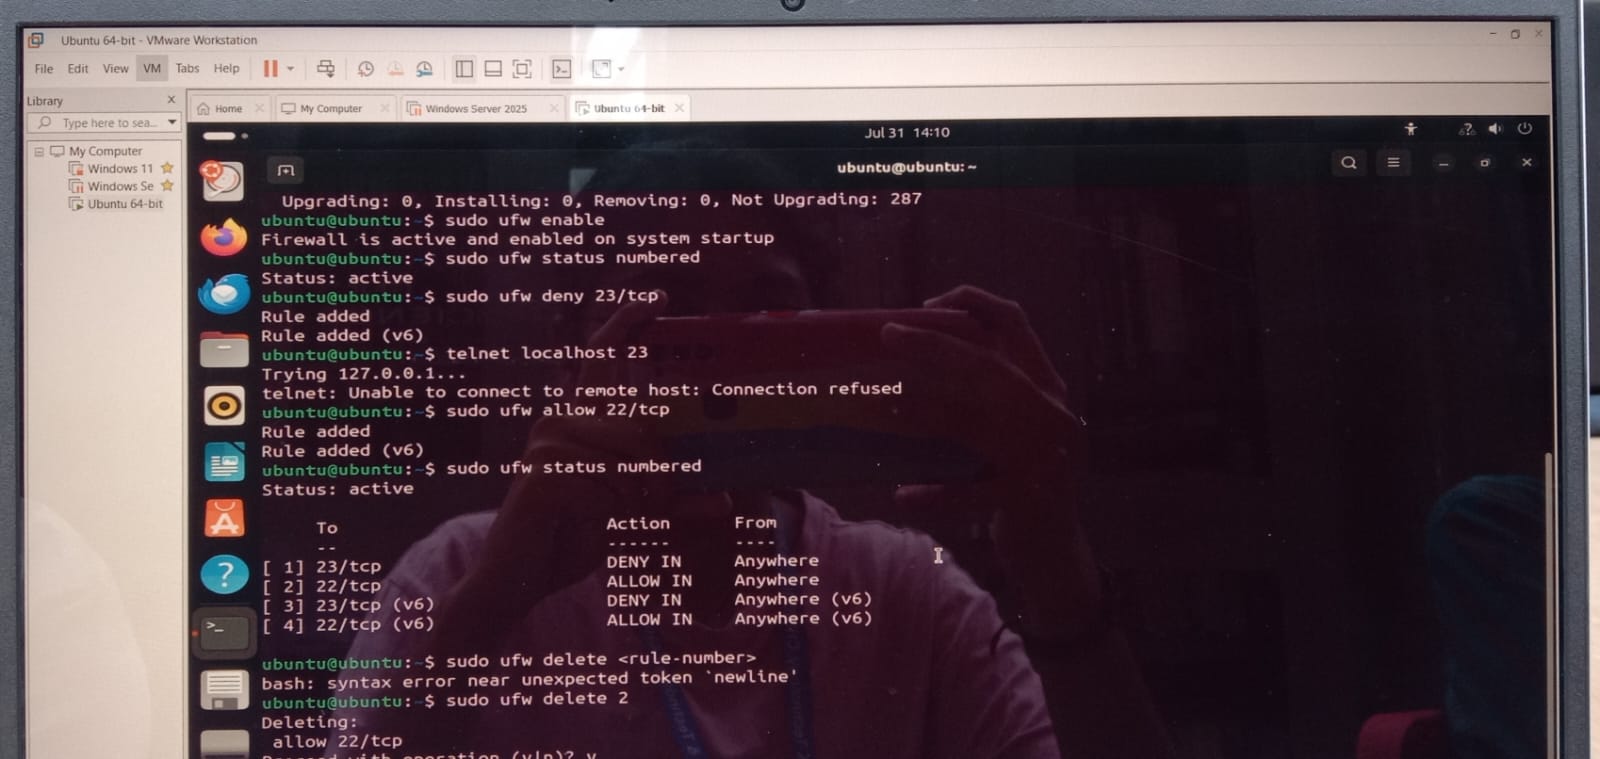 Ubuntu 64-bit - VMware Workstation
File Edit View VM Tabs Help
Library
Type here to sea...
My Computer
Windows 11
Windows Se
Ubuntu 64-bit
Home
My Computer
Windows Server 2025
Ubuntu 64-bit
Jul 31 14:10
ubuntu@ubuntu: ~
Upgrading: 0, Installing: 0, Removing: 0, Not Upgrading: 287
ubuntu@ubuntu:~$ sudo ufw enable
Firewall is active and enabled on system startup
ubuntu@ubuntu:~$ sudo ufw status numbered
Status: active
ubuntu@ubuntu:~$ sudo ufw deny 23/tcp
Rule added
Rule added (v6)
ubuntu@ubuntu:~$ telnet localhost 23
Trying 127.0.0.1...
telnet: Unable to connect to remote host: Connection refused
ubuntu@ubuntu:~$ sudo ufw allow 22/tcp
Rule added
Rule added (v6)
ubuntu@ubuntu:~$ sudo ufw status numbered
Status: active
To Action From
-- ------ ----
[ 1] 23/tcp DENY IN Anywhere
[ 2] 22/tcp ALLOW IN Anywhere
[ 3] 23/tcp (v6) DENY IN Anywhere (v6)
[ 4] 22/tcp (v6) ALLOW IN Anywhere (v6)
ubuntu@ubuntu:~$ sudo ufw delete <rule-number>
bash: syntax error near unexpected token `newline'
ubuntu@ubuntu:~$ sudo ufw delete 2
Deleting:
allow 22/tcp
Proceed with operation (y|n)? y